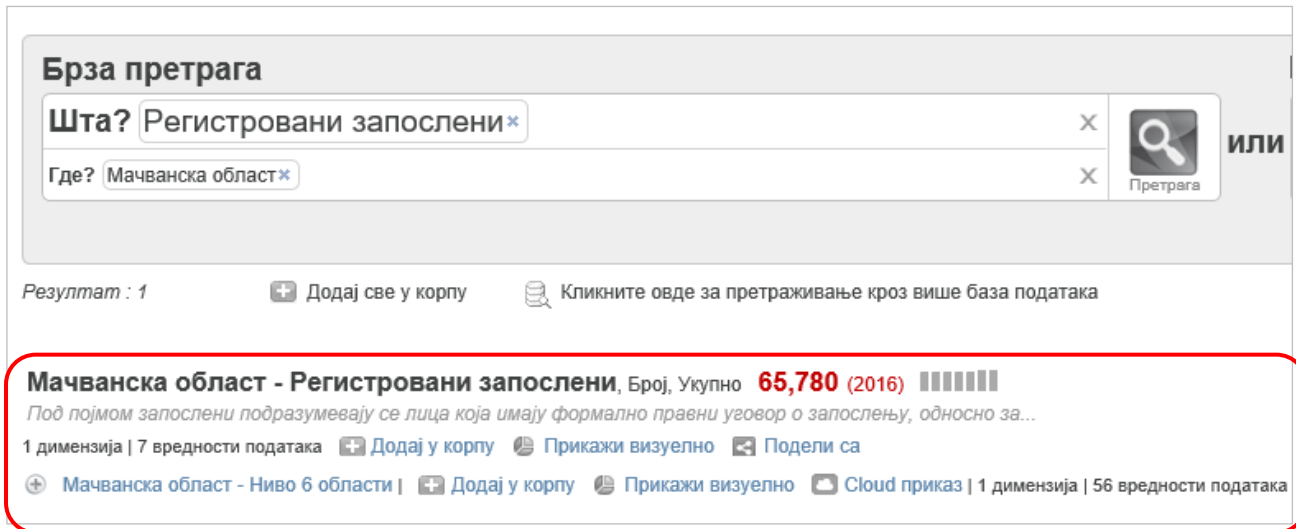 Брза претрага
Шта? Регистровани запослени×
X
Где? Мачванска област×
X
Претрага
или
Резултат : 1 Додај све у корпу Кликните овде за претраживање кроз више база података
Мачванска област - Регистровани запослени, Број, Укупно 65,780 (2016)
Под појмом запослени подразумевају се лица која имају формално правни уговор о запослењу, односно за...
1 димензија | 7 вредности података Додај у корпу Прикажи визуелно Подели са
Мачванска област - Ниво 6 области | Додај у корпу Прикажи визуелно Cloud приказ | 1 димензија | 56 вредности података